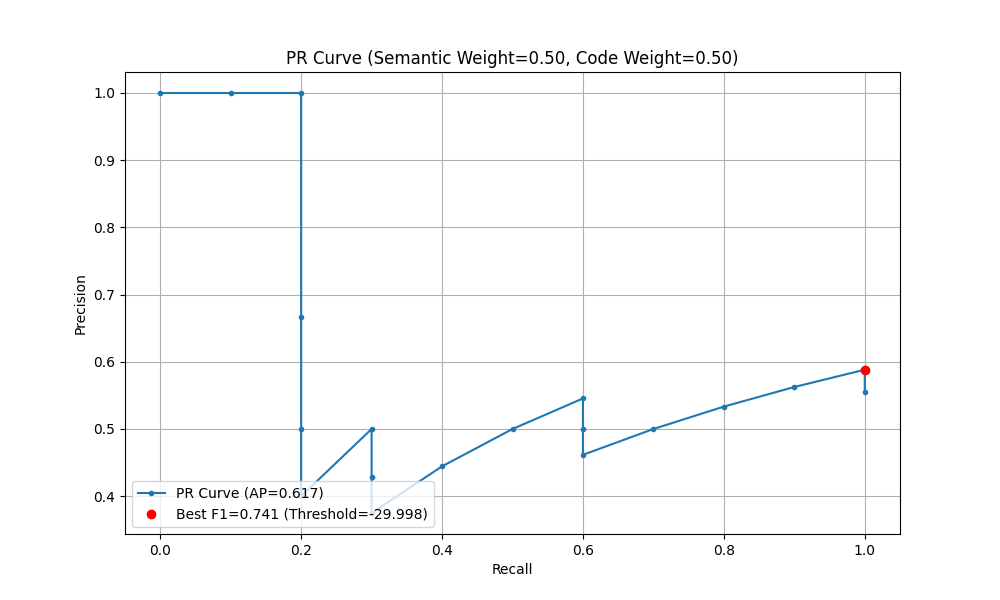 PR Curve (Semantic Weight=0.50, Code Weight=0.50)
Precision
1.0
0.9
0.8
0.7
0.6
0.5
0.4
PR Curve (AP=0.617)
Best F1=0.741 (Threshold=-29.998)
0.0 0.2 0.4 0.6 0.8 1.0
Recall